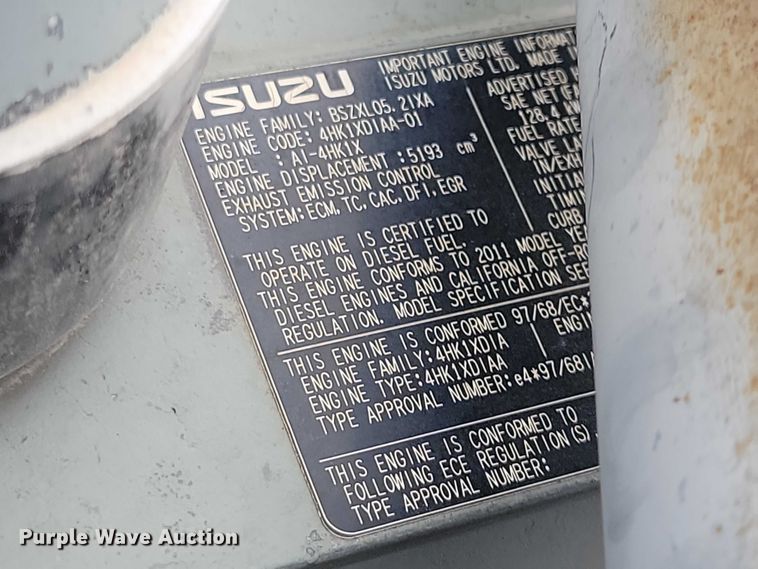 ISUZU
IMPORTANT ENGINE INFORMAT
ISUZU MOTORS LTD. MADE IN
ENGINE FAMILY: BSZXL05.2IXA
ENGINE CODE: 4HK1XDIAA-01
MODEL : AI-4HK1X
ENGINE DISPLACEMENT :5193 cm³
EXHAUST EMISSION CONTROL
SYSTEM:ECM, TC, CAC, DFI, EGR
ADVERTISED H
SAE NET(F
128.4 kW
FUEL RATE
VALVE LA
IN/EXH
INITIA
TIMI
CURB
THIS ENGINE IS CERTIFIED TO
OPERATE ON DIESEL FUEL.
THIS ENGINE CONFORMS TO 2011 MODEL YEA
DIESEL ENGINES AND CALIFORNIA OFF-RO
REGULATION. MODEL SPECIFICATION SEE
THIS ENGINE IS CONFORMED 97/68/EC*
ENGINE FAMILY:4HK1XDIA
ENGIN
ENGINE TYPE:4HK1XDIAA
TYPE APPROVAL NUMBER:e4*97/68
THIS ENGINE IS CONFORMED TO
FOLLOWING ECE REGULATION(S).
TYPE APPROVAL NUMBER:
Purple Wave Auction